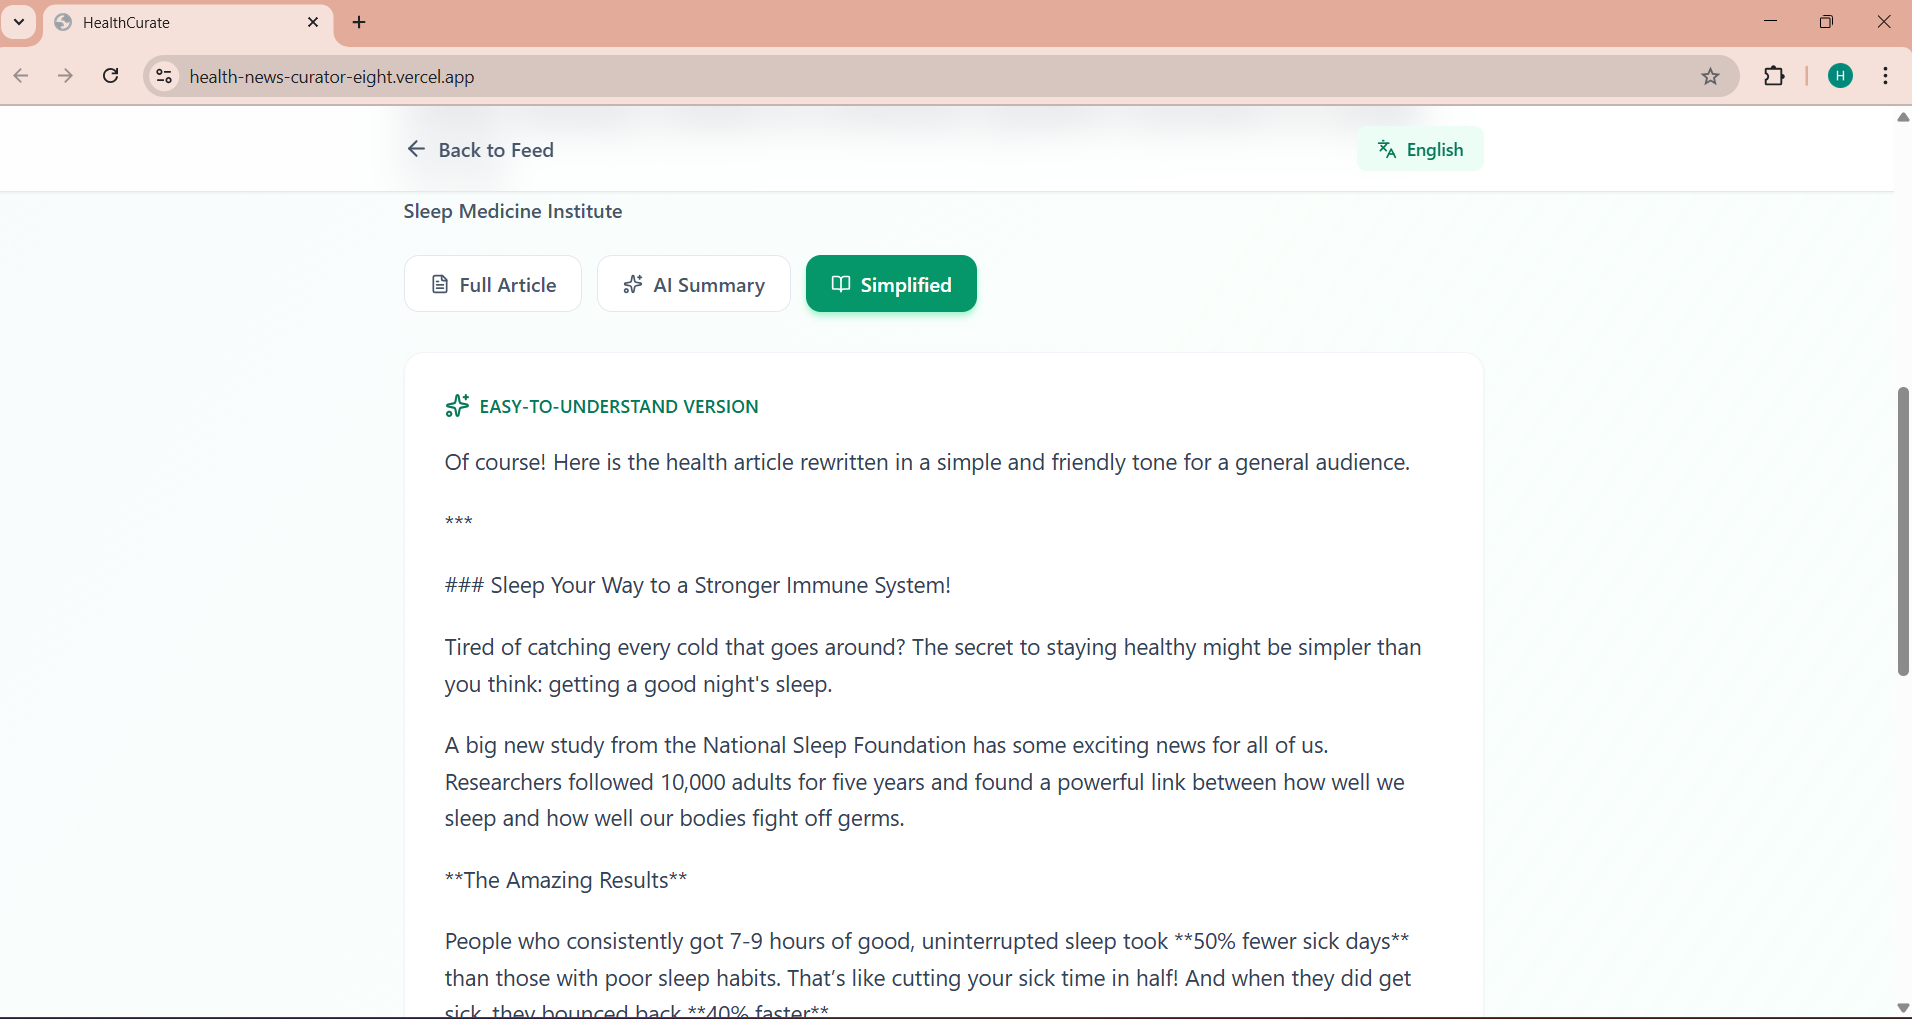 HealthCurate
health-news-curator-eight.vercel.app
H
Back to Feed
English
Sleep Medicine Institute
Full Article
AI Summary
Simplified
EASY-TO-UNDERSTAND VERSION
Of course! Here is the health article rewritten in a simple and friendly tone for a general audience.
***
### Sleep Your Way to a Stronger Immune System!
Tired of catching every cold that goes around? The secret to staying healthy might be simpler than
you think: getting a good night's sleep.
A big new study from the National Sleep Foundation has some exciting news for all of us.
Researchers followed 10,000 adults for five years and found a powerful link between how well we
sleep and how well our bodies fight off germs.
**The Amazing Results**
People who consistently got 7-9 hours of good, uninterrupted sleep took **50% fewer sick days**
than those with poor sleep habits. That’s like cutting your sick time in half! And when they did get
sick, they bounced back **40% faster**